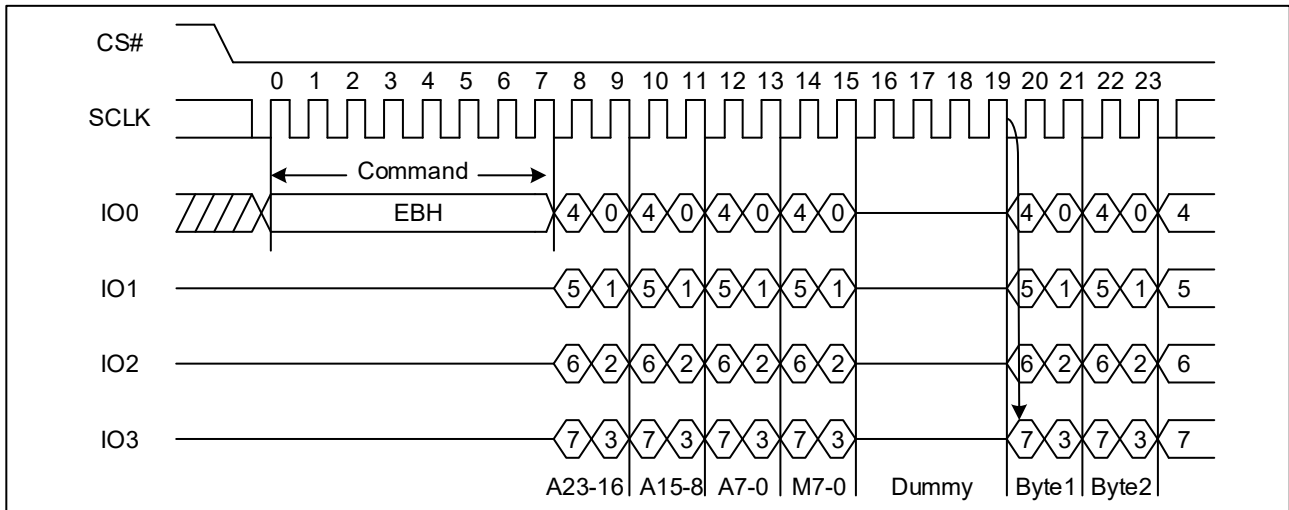 CS#
0 1 2 3 4 5 6 7 8 9 10 11 12 13 14 15 16 17 18 19 20 21 22 23
SCLK
Command
IO0 EBH 4 0 4 0 4 0 4 0 4 0 4 0 4
IO1 5 1 5 1 5 1 5 1 5 1 5 1 5
IO2 6 2 6 2 6 2 6 2 6 2 6 2 6
IO3 7 3 7 3 7 3 7 3 7 3 7 3 7
A23-16 A15-8 A7-0 M7-0 Dummy Byte1 Byte2